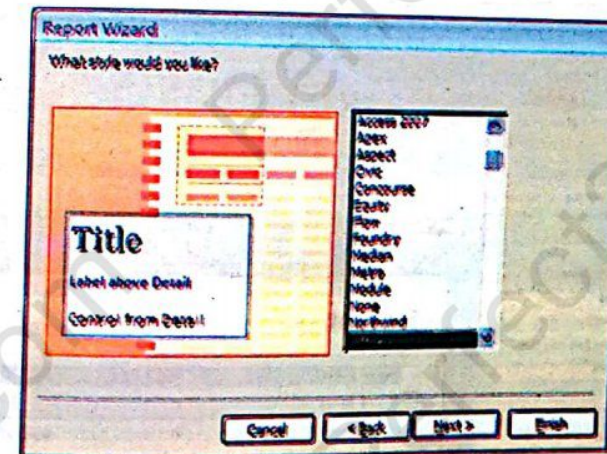 Report Wizard
What style would you like?
Title
Label above Detail
Control from Detail
Access 2007
Apex
Aspect
Civic
Concourse
Equity
Flow
Foundry
Median
Metro
Module
None
Northwind
Cancel
< Back
Next >
Finish